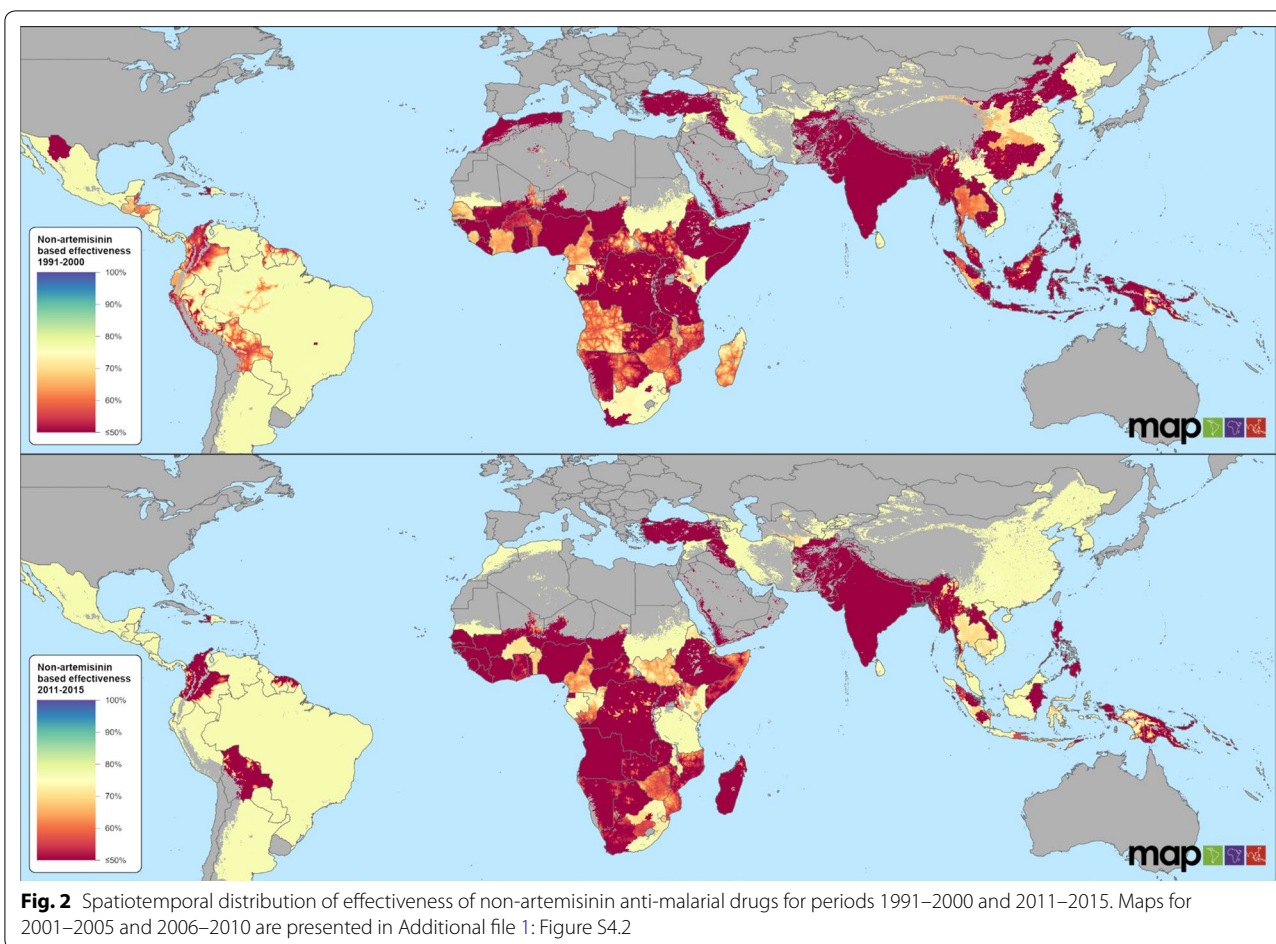 Non-artemisinin
based effectiveness
1991-2000
100%
90%
80%
70%
60%
≤50%
map
Non-artemisinin
based effectiveness
2011-2015
100%
90%
80%
70%
60%
≤50%
map
Fig. 2 Spatiotemporal distribution of effectiveness of non-artemisinin anti-malarial drugs for periods 1991–2000 and 2011–2015. Maps for
2001–2005 and 2006–2010 are presented in Additional file 1: Figure S4.2